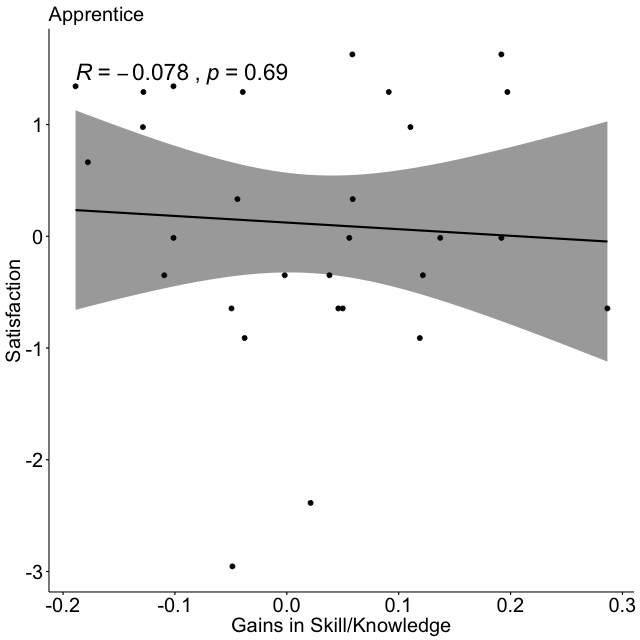 Apprentice
R = −0.078 , p = 0.69
1
0
-1
-2
-3
Satisfaction
-0.2 -0.1 0.0 0.1 0.2 0.3
Gains in Skill/Knowledge